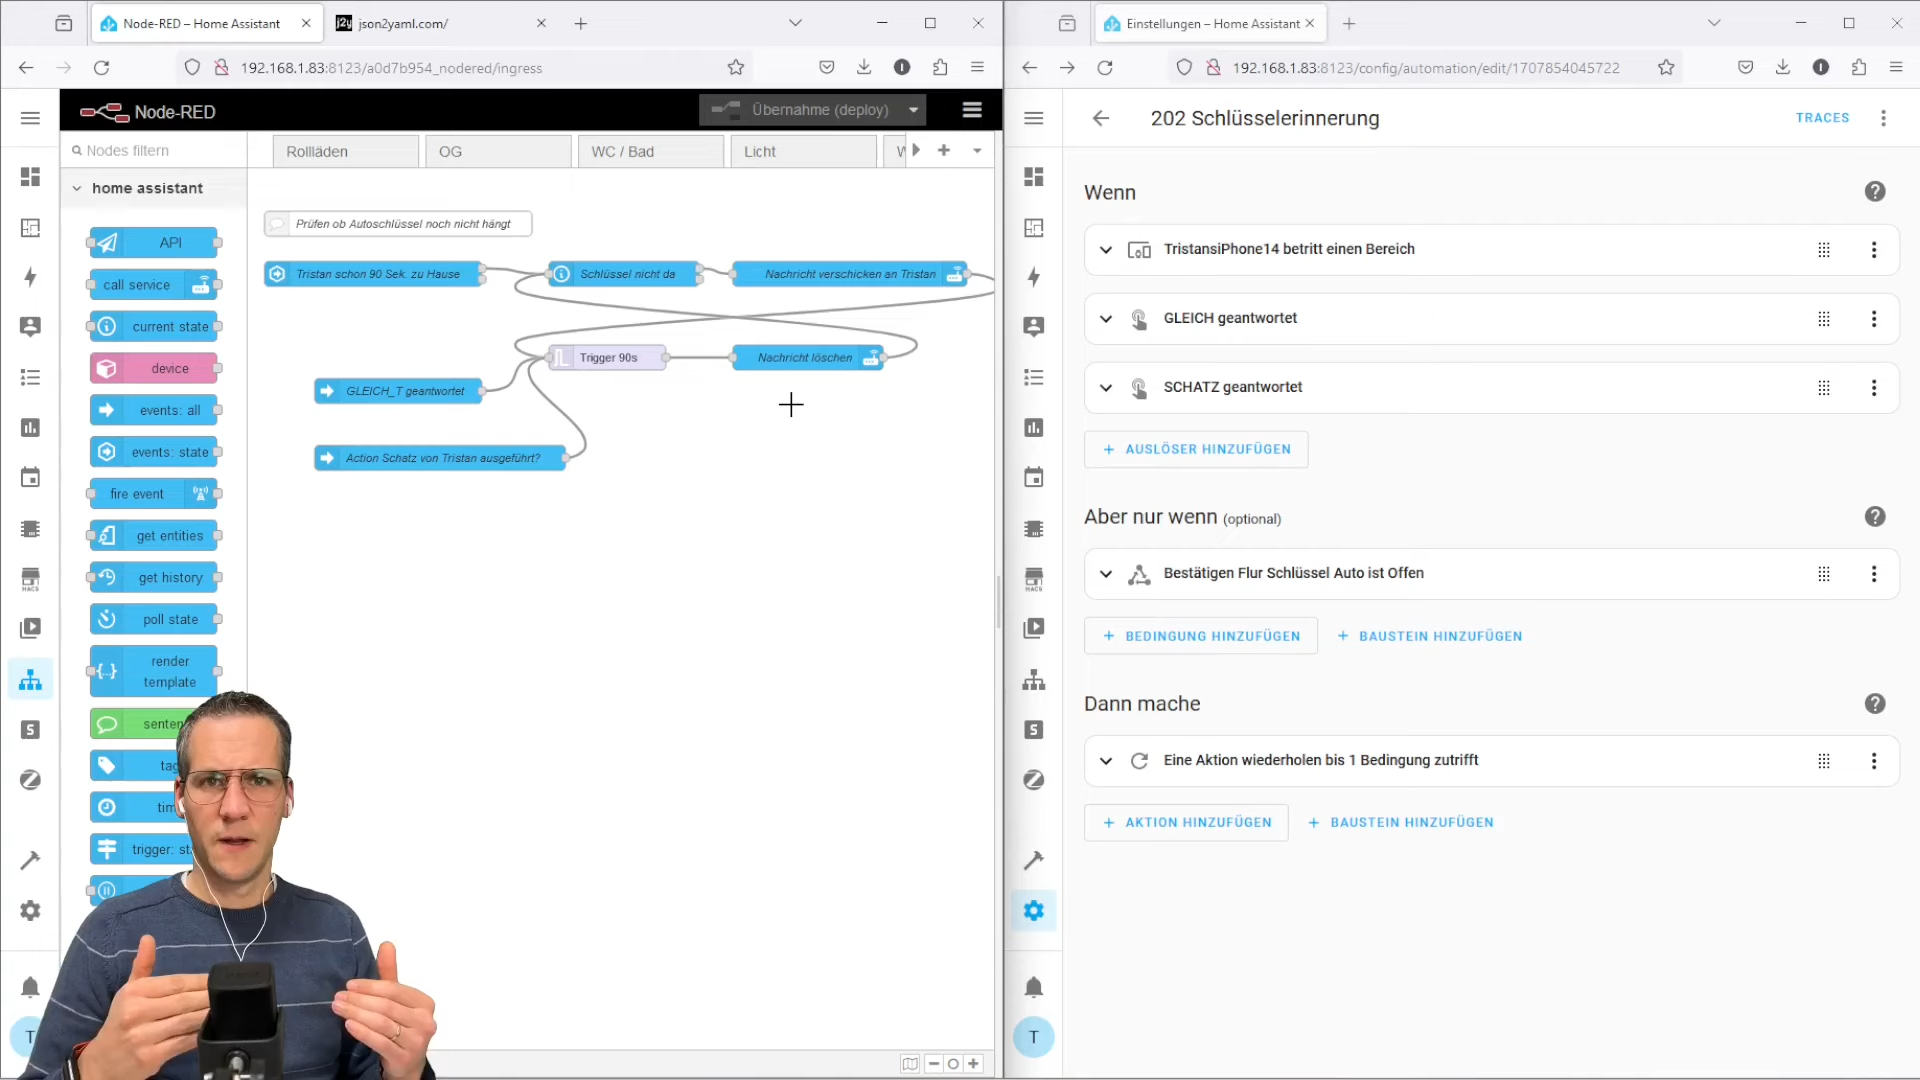 Node-RED – Home Assistant
j2y json2yaml.com/
192.168.1.83:8123/a0d7b954_nodered/ingress
Node-RED
Übernahme (deploy)
Nodes filtern
Rollläden
OG
WC / Bad
Licht
home assistant
API
call service
current state
device
events: all
events: state
fire event
get entities
get history
poll state
render
template
senten
tag
tim
trigger: st
HACS
S
T
Prüfen ob Autoschlüssel noch nicht hängt
Tristan schon 90 Sek. zu Hause
Schlüssel nicht da
Nachricht verschicken an Tristan
Trigger 90s
Nachricht löschen
GLEICH_T geantwortet
Action Schatz von Tristan ausgeführt?
Einstellungen – Home Assistant
192.168.1.83:8123/config/automation/edit/1707854045722
202 Schlüsselerinnerung
TRACES
Wenn
TristansiPhone14 betritt einen Bereich
GLEICH geantwortet
SCHATZ geantwortet
+ AUSLÖSER HINZUFÜGEN
Aber nur wenn (optional)
Bestätigen Flur Schlüssel Auto ist Offen
+ BEDINGUNG HINZUFÜGEN
+ BAUSTEIN HINZUFÜGEN
Dann mache
Eine Aktion wiederholen bis 1 Bedingung zutrifft
+ AKTION HINZUFÜGEN
+ BAUSTEIN HINZUFÜGEN
HACS
S
T